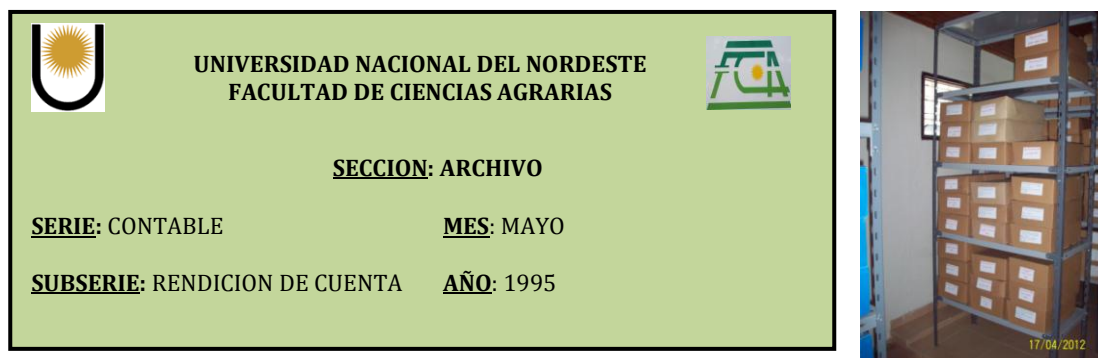 UNIVERSIDAD NACIONAL DEL NORDESTE
FACULTAD DE CIENCIAS AGRARIAS
SECCION: ARCHIVO
SERIE: CONTABLE
MES: MAYO
SUBSERIE: RENDICION DE CUENTA
AÑO: 1995
FCA
17/04/2012